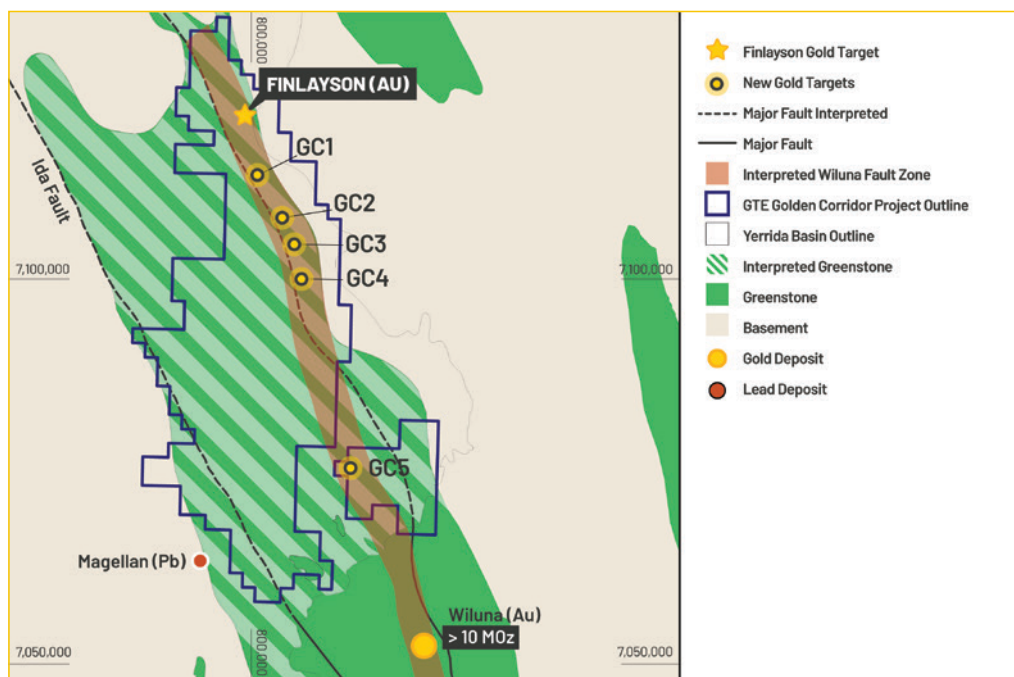 800,000
FINLAYSON (AU)
GC1
GC2
GC3
GC4
GC5
Ida Fault
7,100,000
7,100,000
Magellan (Pb)
Wiluna (Au)
> 10 MOz
7,050,000
800,000
7,050,000
Finlayson Gold Target
New Gold Targets
Major Fault Interpreted
Major Fault
Interpreted Wiluna Fault Zone
GTE Golden Corridor Project Outline
Yerrida Basin Outline
Interpreted Greenstone
Greenstone
Basement
Gold Deposit
Lead Deposit